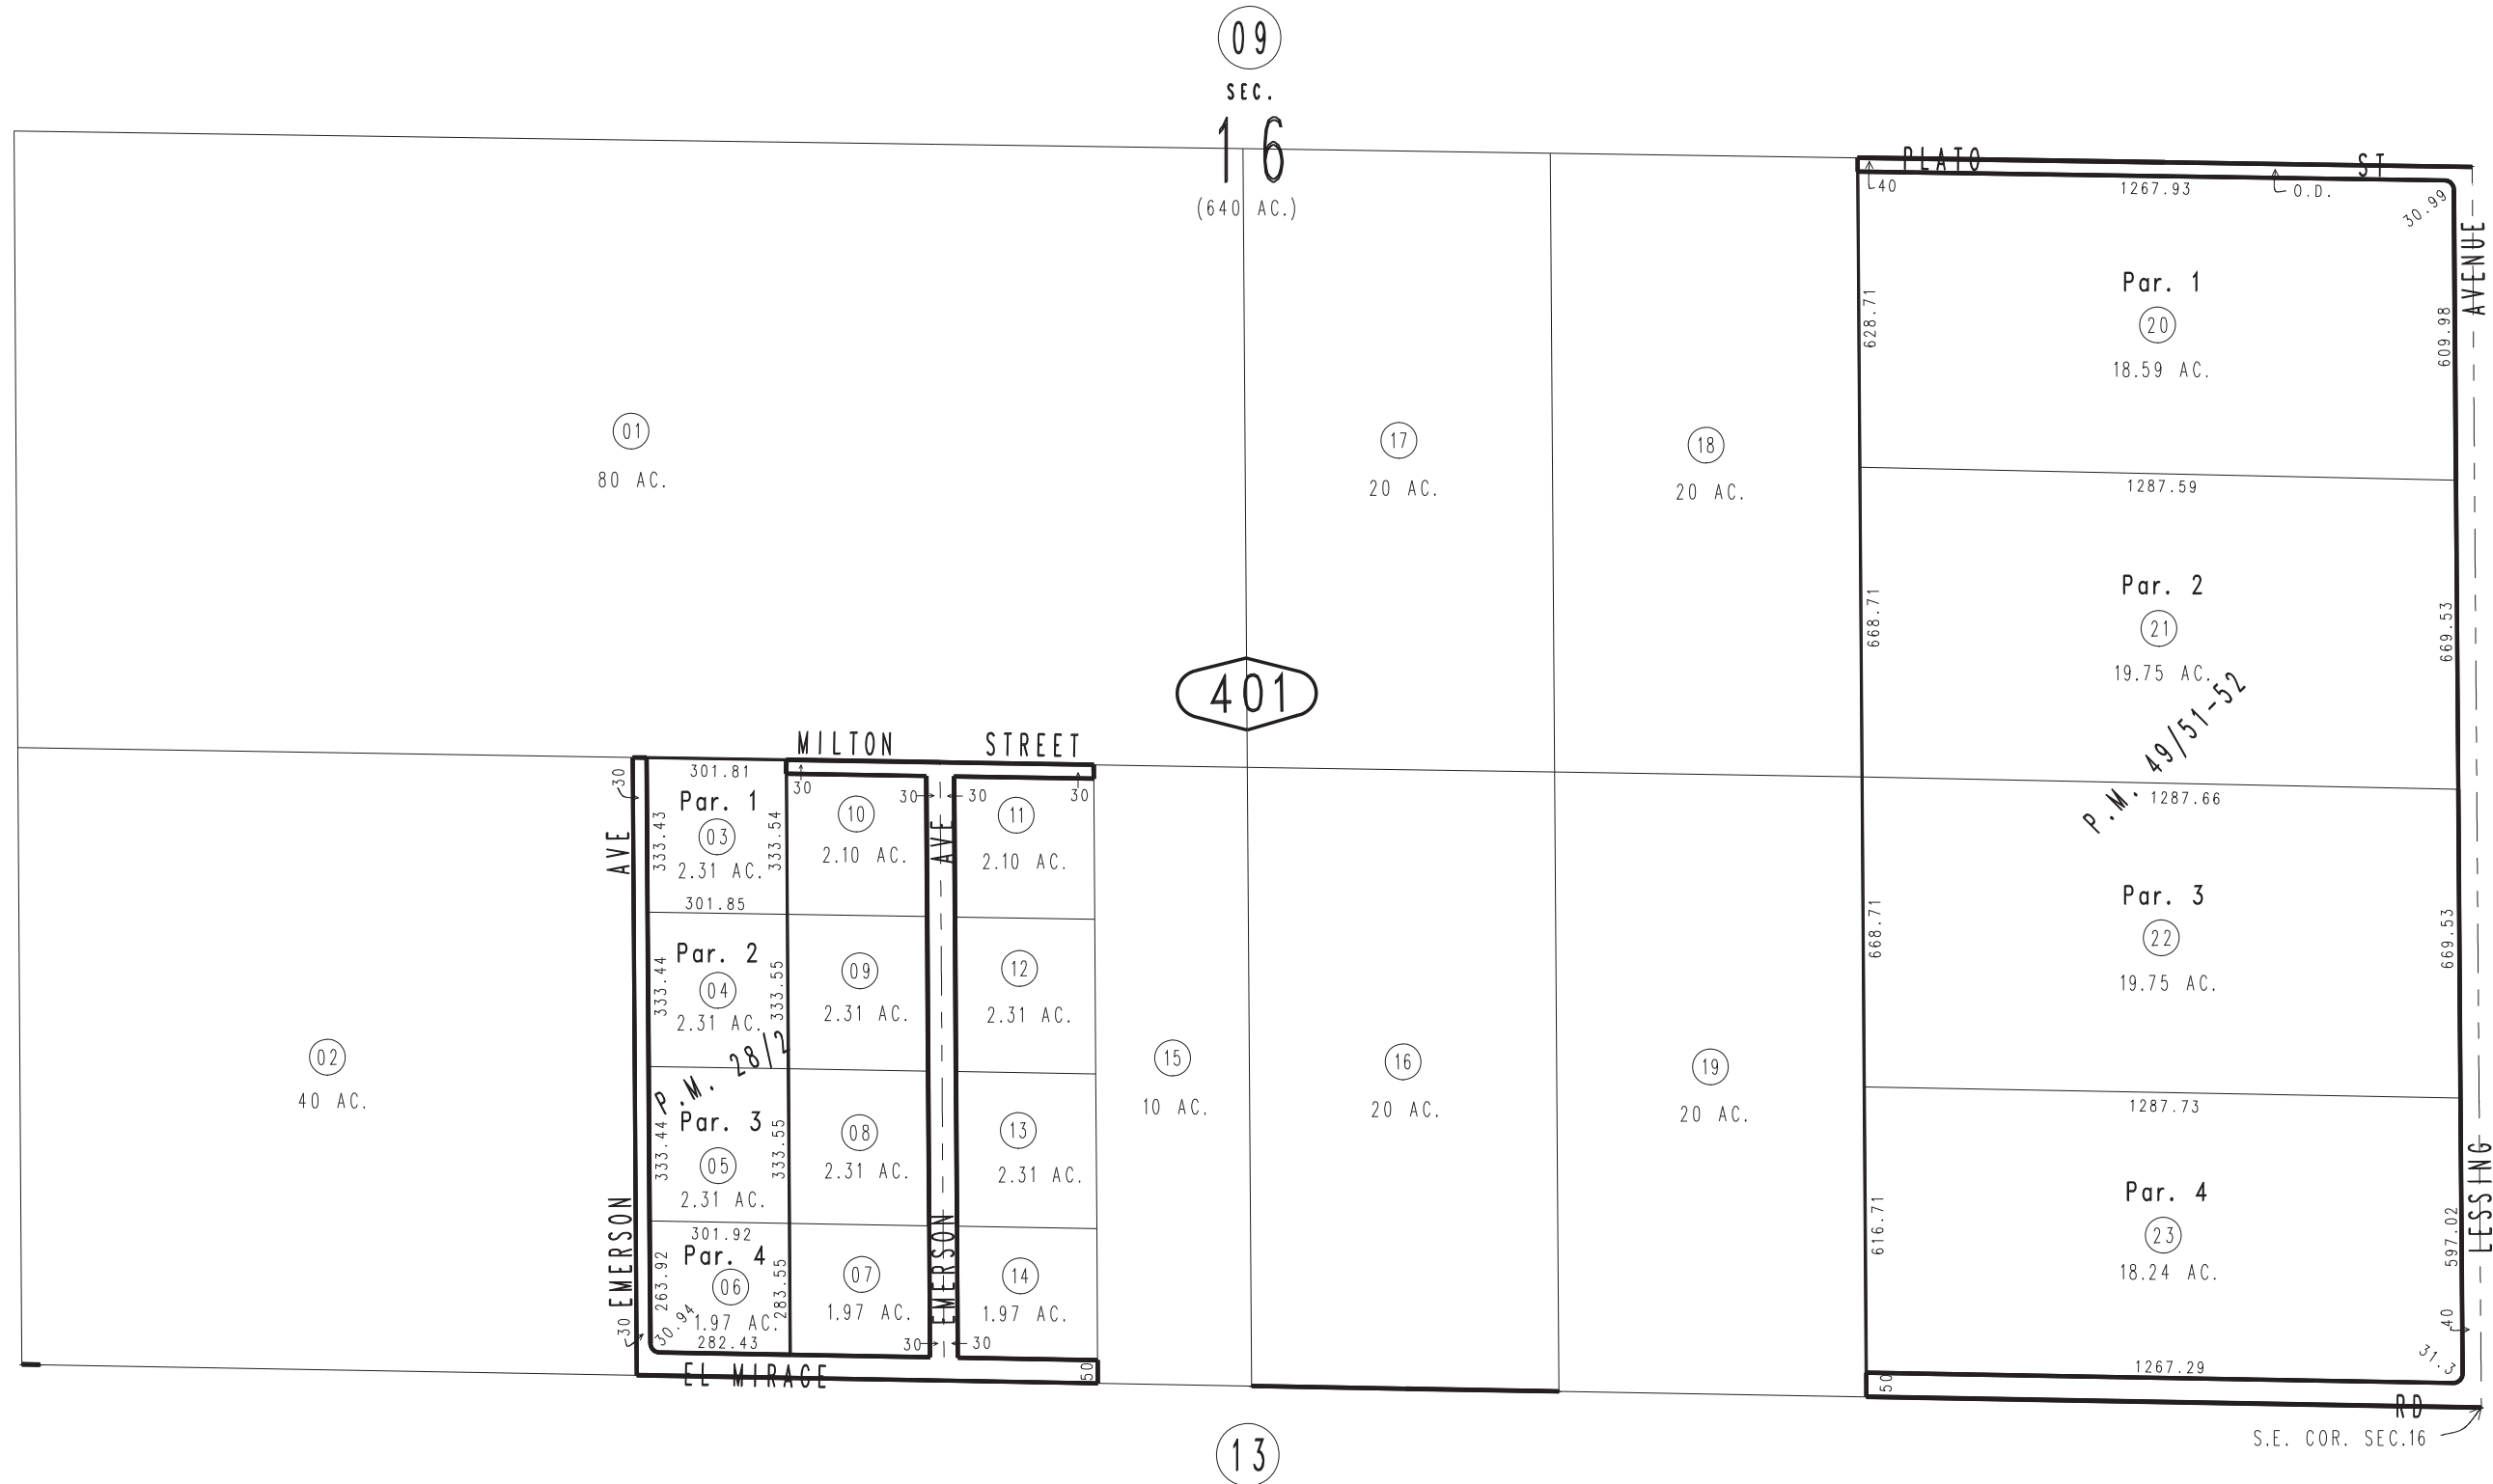 09
SEC.
16
(640 AC.)
PLATO ST
40
1267.93
O.D.
30.99
AVENUE
Par. 1
20
18.59 AC.
628.71
609.98
01
80 AC.
17
20 AC.
18
20 AC.
1287.59
Par. 2
21
19.75 AC.
668.71
669.53
P.M. 49/51-52
401
1287.66
MILTON STREET
30
301.81
30
30
30
30
Par. 1
03
2.31 AC.
333.43
333.54
10
2.10 AC.
11
2.10 AC.
AVE
AVE
301.85
Par. 2
04
2.31 AC.
333.44
333.55
09
2.31 AC.
12
2.31 AC.
Par. 3
22
19.75 AC.
668.71
669.53
P.M. 28/2
02
40 AC.
Par. 3
05
2.31 AC.
333.44
333.55
08
2.31 AC.
13
2.31 AC.
15
10 AC.
16
20 AC.
19
20 AC.
1287.73
301.92
Par. 4
06
1.97 AC.
263.92
283.55
30.94
282.43
30
07
1.97 AC.
14
1.97 AC.
30
30
EMERSON
EMERSON
Par. 4
23
18.24 AC.
616.71
597.02
LESSING
40
31.3
1267.29
50
50
EL MIRAGE RD
S.E. COR. SEC.16
13